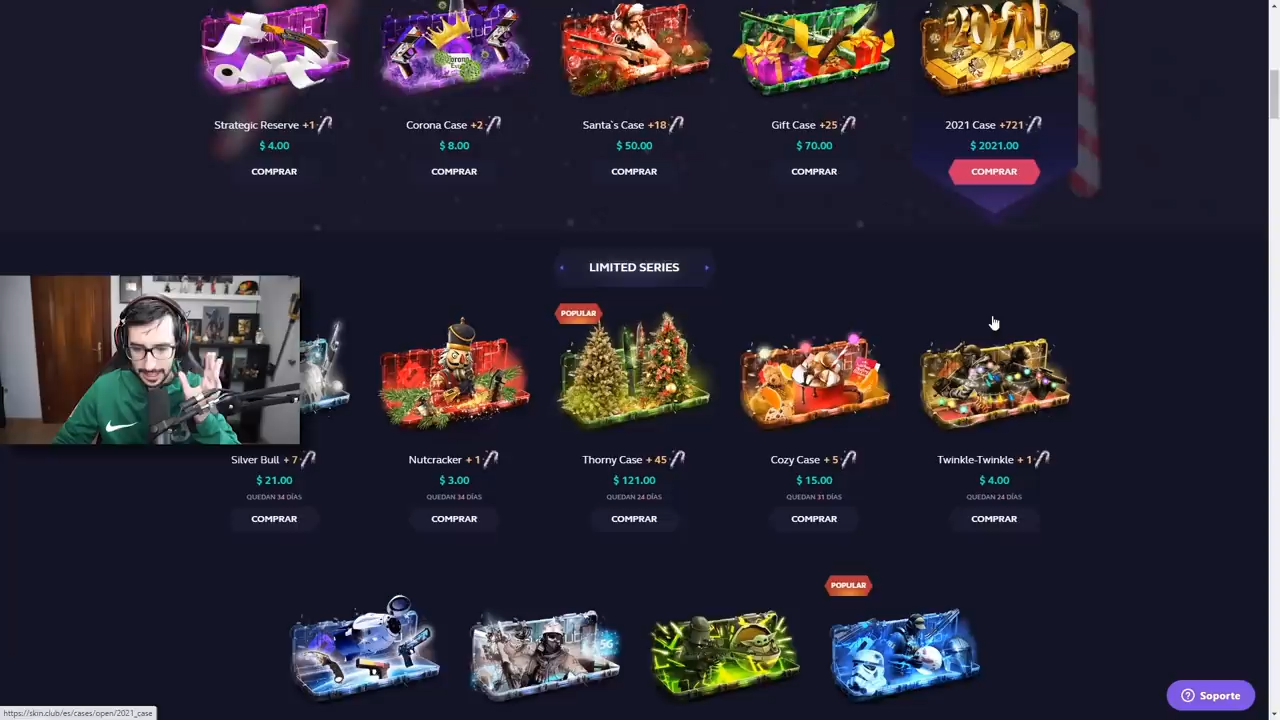 Strategic Reserve +1
Corona Case +2
Santa`s Case +18
Gift Case +25
2021 Case +721
$ 4.00
$ 8.00
$ 50.00
$ 70.00
$ 2021.00
COMPRAR
COMPRAR
COMPRAR
COMPRAR
COMPRAR
LIMITED SERIES
POPULAR
Silver Bull + 7
Nutcracker + 1
Thorny Case + 45
Cozy Case + 5
Twinkle-Twinkle + 1
$ 21.00
$ 3.00
$ 121.00
$ 15.00
$ 4.00
QUEDAN 34 DÍAS
QUEDAN 34 DÍAS
QUEDAN 24 DÍAS
QUEDAN 31 DÍAS
QUEDAN 24 DÍAS
COMPRAR
COMPRAR
COMPRAR
COMPRAR
COMPRAR
POPULAR
Soporte
https://skin.club/es/cases/open/2021_case